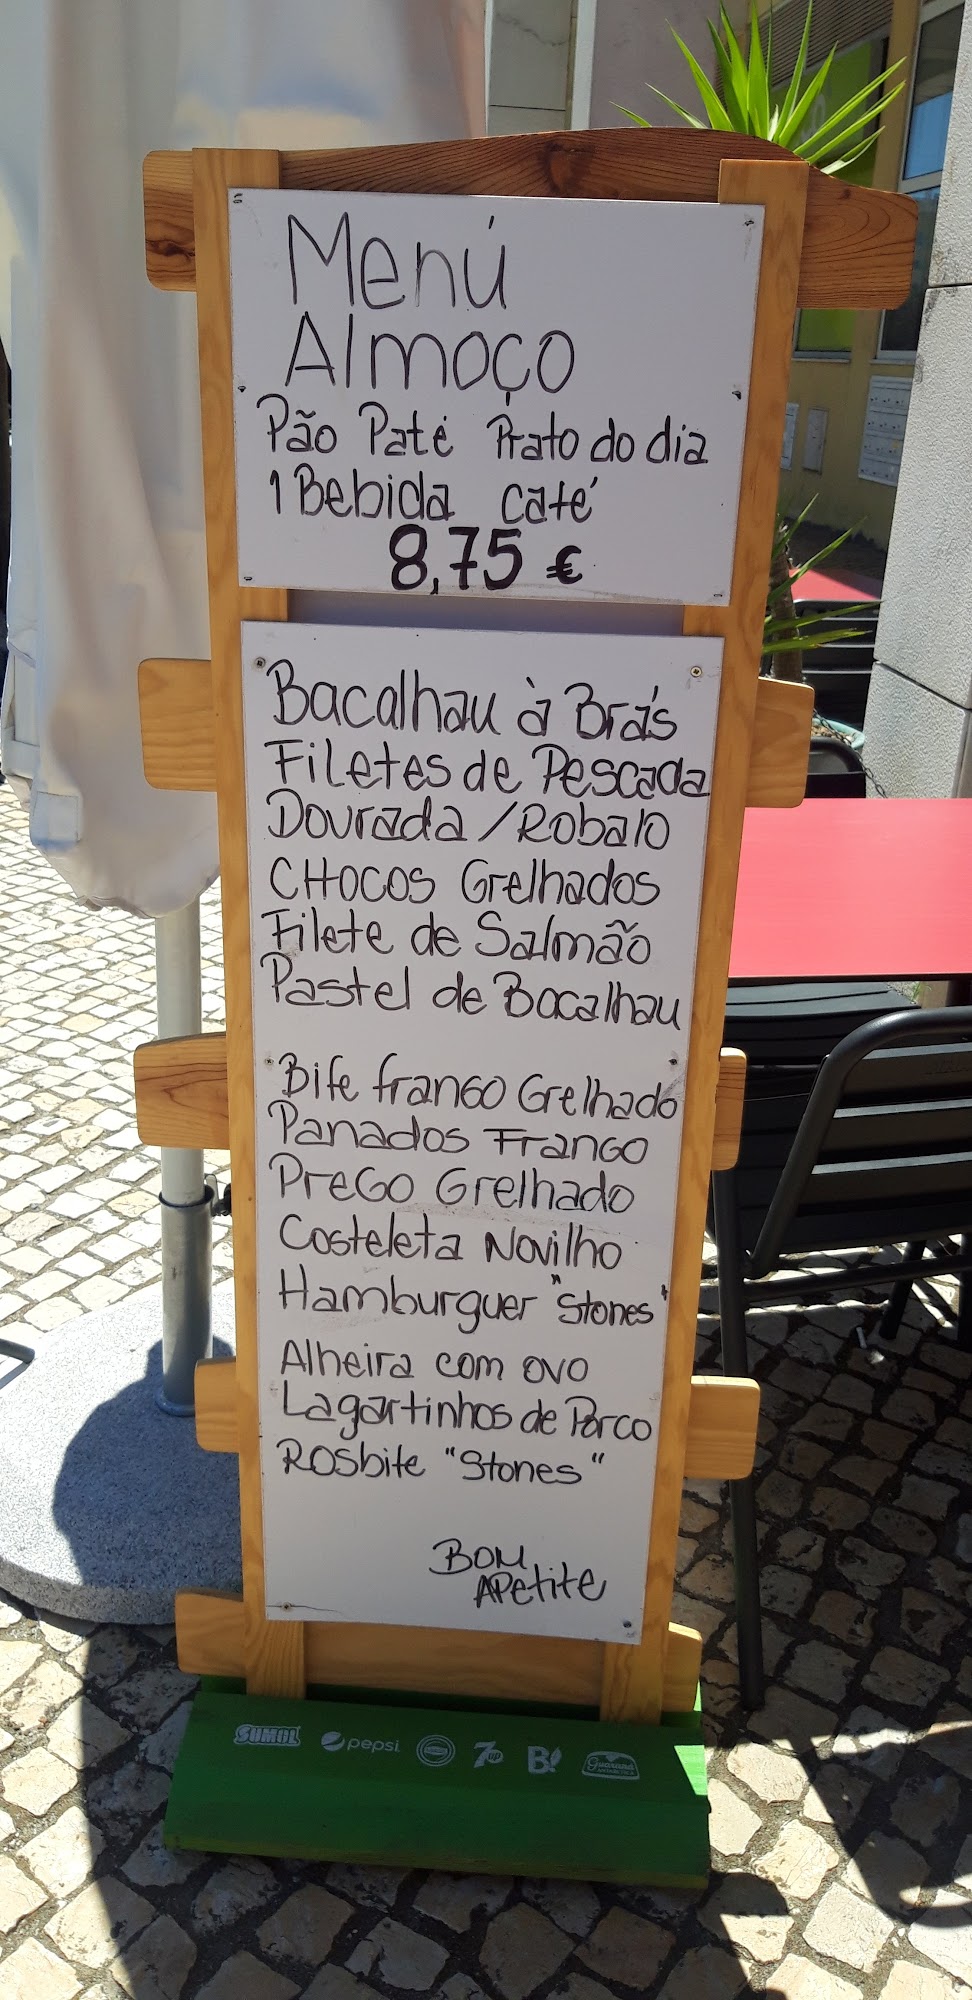 Menú
Almoço
Pão Paté Prato do dia
1 Bebida Café
8,75 €
Bacalhau à Brás
Filetes de Pescada
Dourada / Robalo
CHOCOS Grelhados
Filete de Salmão
Pastel de Bacalhau
Bife frango Grelhado
Panados Frango
Prego Grelhado
Costeleta Novilho
Hamburguer "Stones"
Alheira com ovo
Lagartinhos de Porco
Rosbife "Stones"
BOM
APetite
SUMOL pepsi 7up B! Guaraná ANTARCTICA